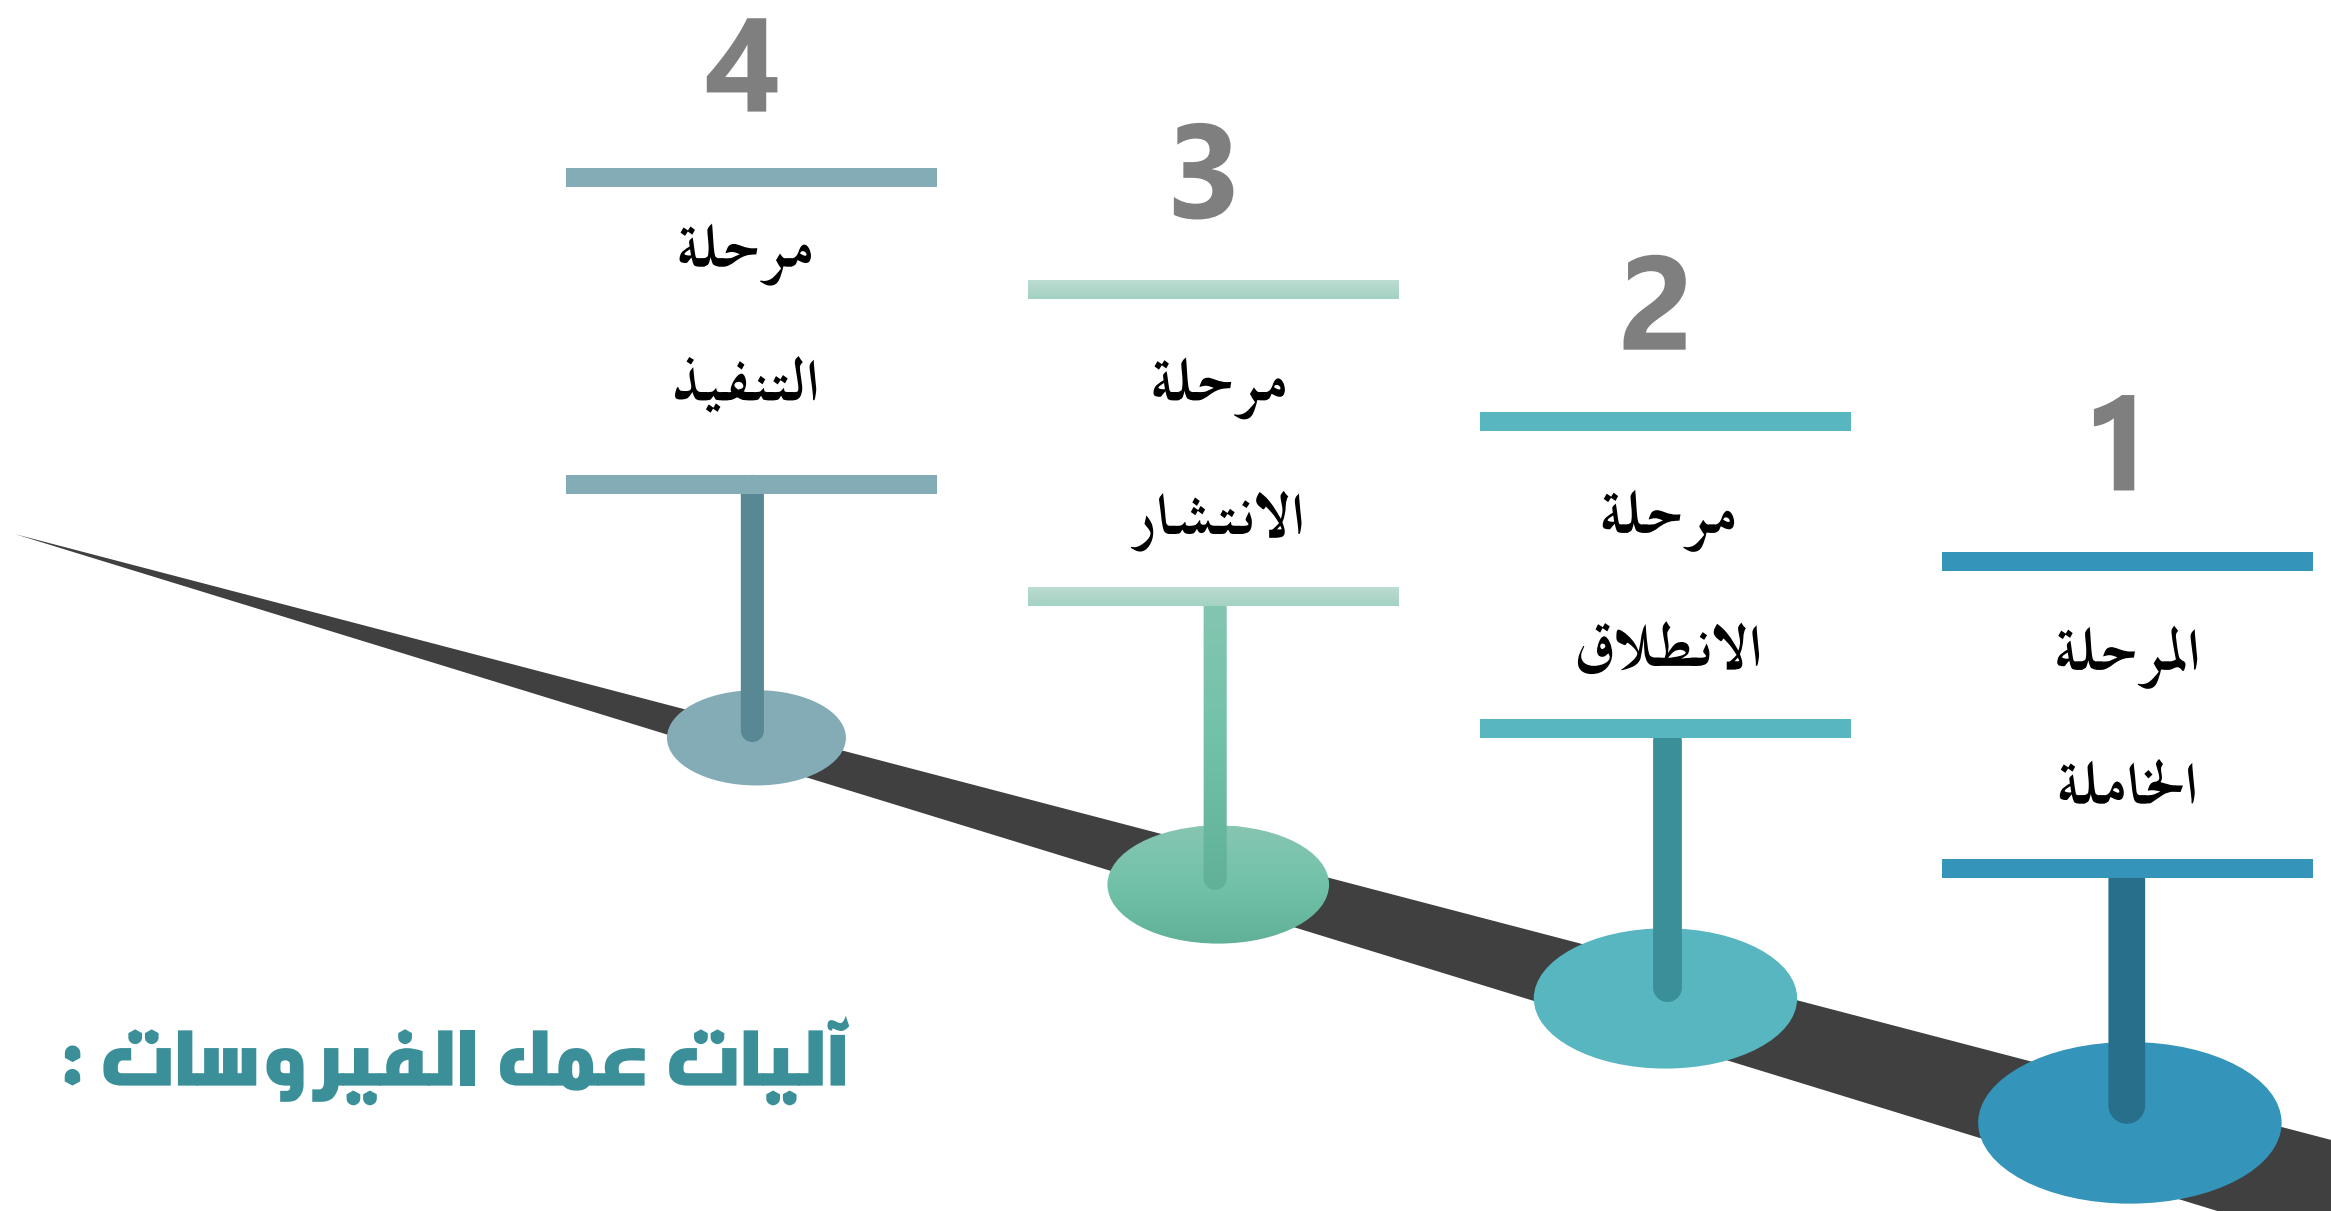 1
المرحلة
الخاملة
2
مرحلة
الانطلاق
3
مرحلة
الانتشار
4
مرحلة
التنفيذ
آليات عمل الفيروسات :